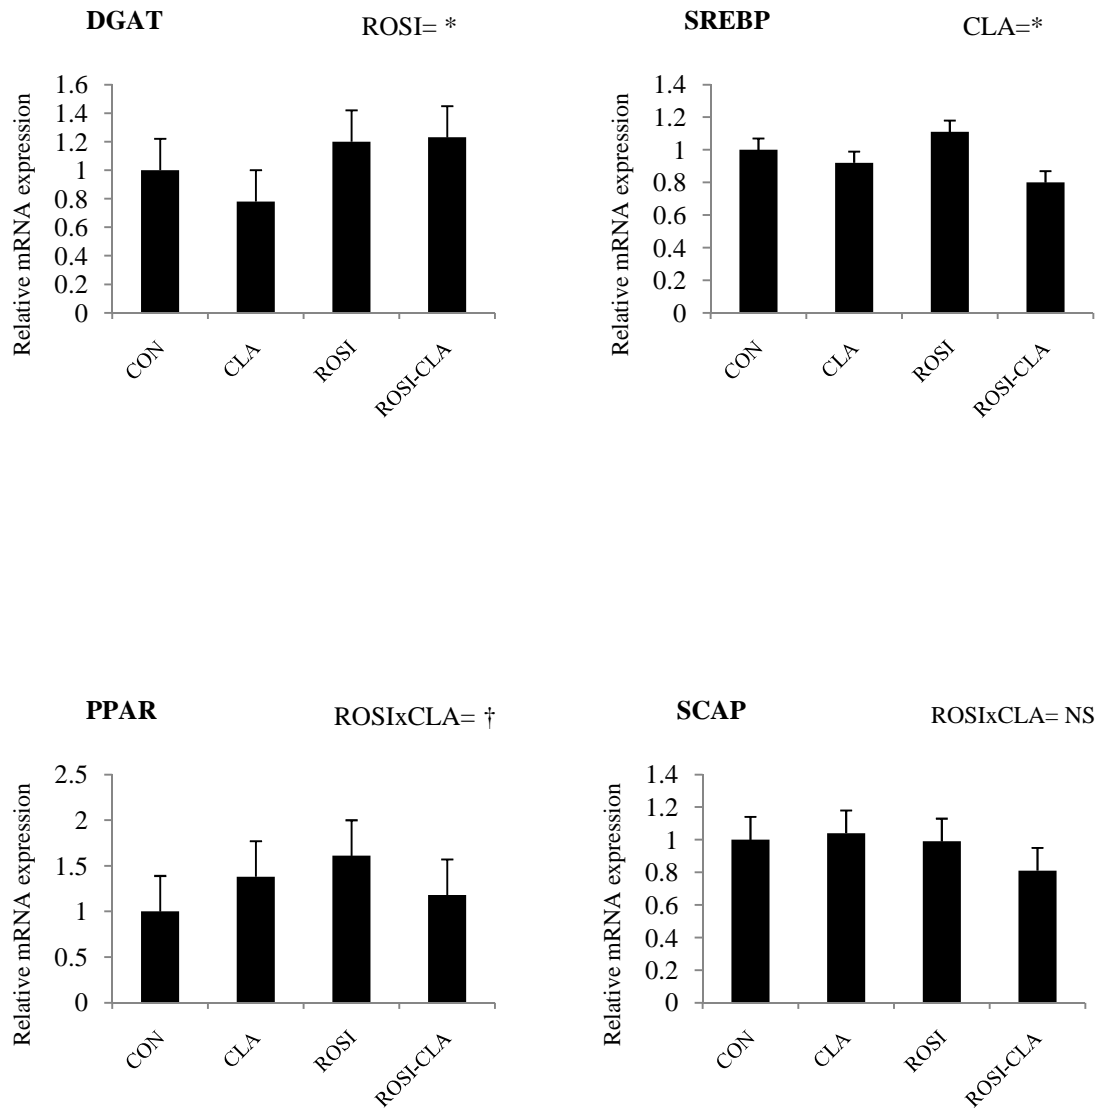 DGAT
ROSI= *
Relative mRNA expression
1.6
1.4
1.2
1
0.8
0.6
0.4
0.2
0
CON
CLA
ROSI
ROSI-CLA
SREBP
CLA=*
Relative mRNA expression
1.4
1.2
1
0.8
0.6
0.4
0.2
0
CON
CLA
ROSI
ROSI-CLA
PPAR
ROSIxCLA= †
Relative mRNA expression
2.5
2
1.5
1
0.5
0
CON
CLA
ROSI
ROSI-CLA
SCAP
ROSIxCLA= NS
Relative mRNA expression
1.4
1.2
1
0.8
0.6
0.4
0.2
0
CON
CLA
ROSI
ROSI-CLA